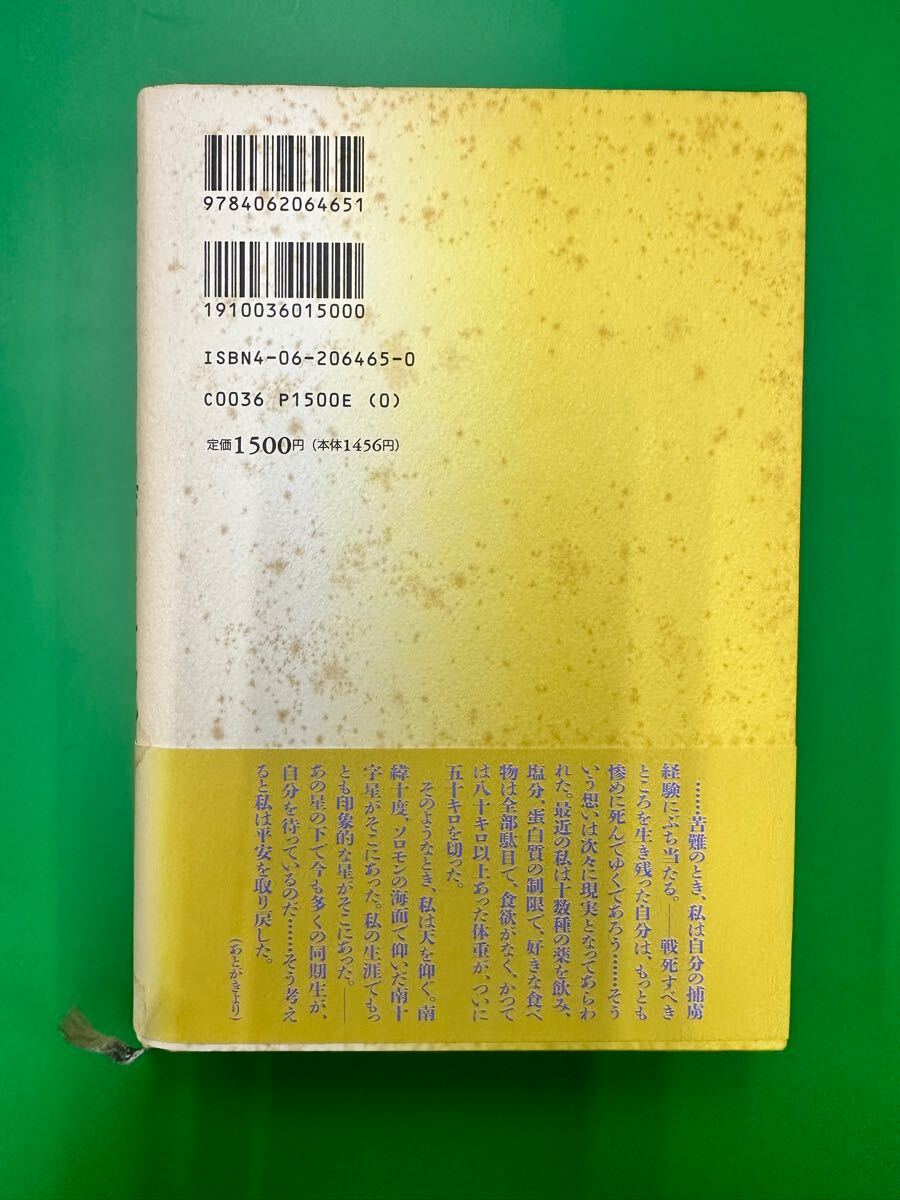 9784062064651
1910036015000
ISBN4-06-206465-0
C0036 P1500E (0)
定価1500円(本体1456円)
……苦難のとき、私は自分の捕虜
経験にぶち当たる。――戦死すべき
ところを生き残った自分は、もっとも
惨めに死んでゆくであろう……そう
いう想いは次々に現実となってあらわ
れた。最近の私は十数種の薬を飲み、
塩分、蛋白質の制限で、好きな食べ
物は全部駄目で、食欲がなく、かつて
は八十キロ以上あった体重が、ついに
五十キロを切った。
そのようなとき、私は天を仰ぐ。南
緯十度、ソロモンの海面で仰いだ南十
字星がそこにあった。私の生涯でもっ
とも印象的な星がそこにあった。――
あの星の下で今も多くの同期生が、
自分を待っているのだ……そう考え
ると私は平安を取り戻した。
(あとがきより)